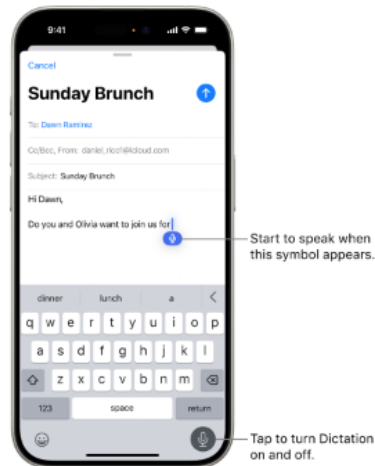 9:41
Cancel
Sunday Brunch
To: Dawn Ramirez
Cc/Bcc, From: daniel_rico1@icloud.com
Subject: Sunday Brunch
Hi Dawn,
Do you and Olivia want to join us for
Start to speak when
this symbol appears.
dinner lunch a
q w e r t y u i o p
a s d f g h j k l
z x c v b n m
123 space return
Tap to turn Dictation
on and off.